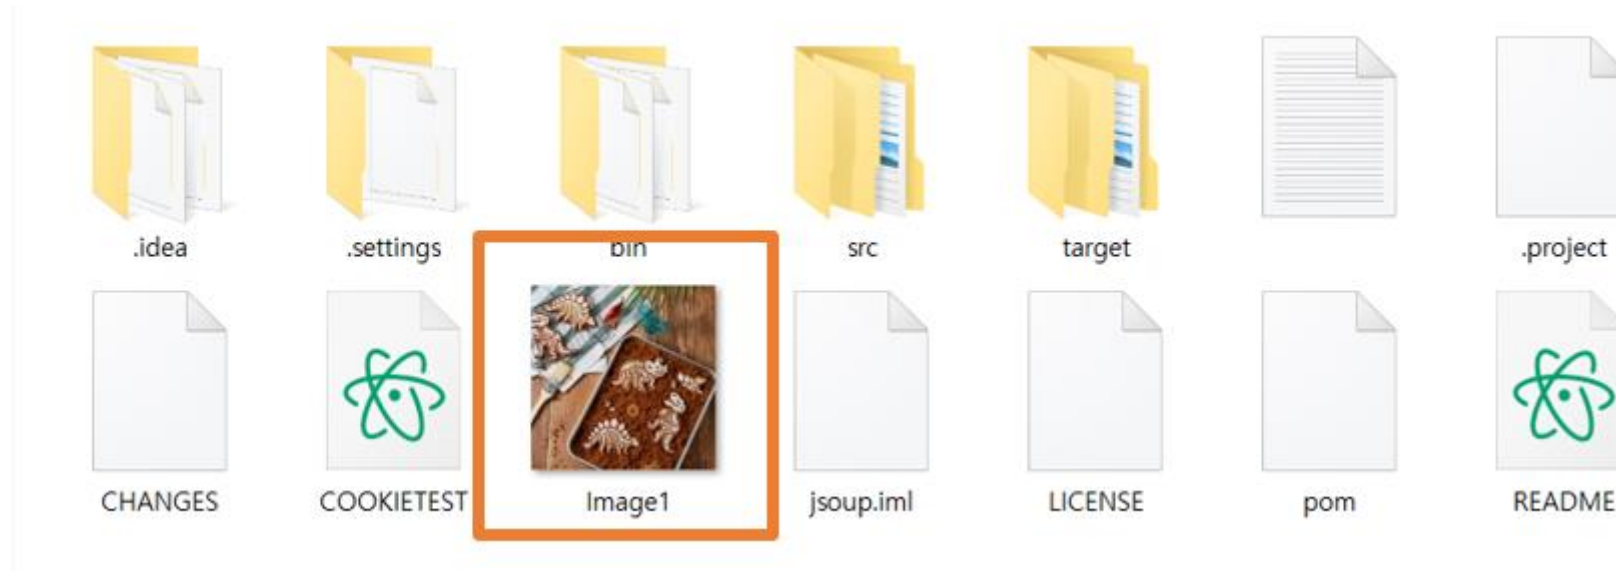 .idea
.settings
bin
src
target
.project
CHANGES
COOKIETEST
Image1
jsoup.iml
LICENSE
pom
README